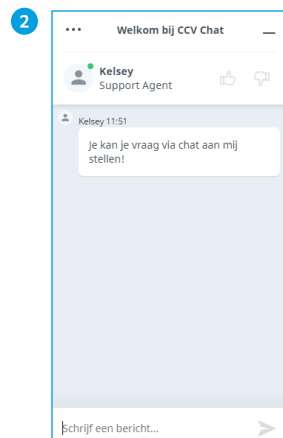 2
Welkom bij CCV Chat
Kelsey
Support Agent
Kelsey 11:51
Je kan je vraag via chat aan mij
stellen!
Schrijf een bericht...